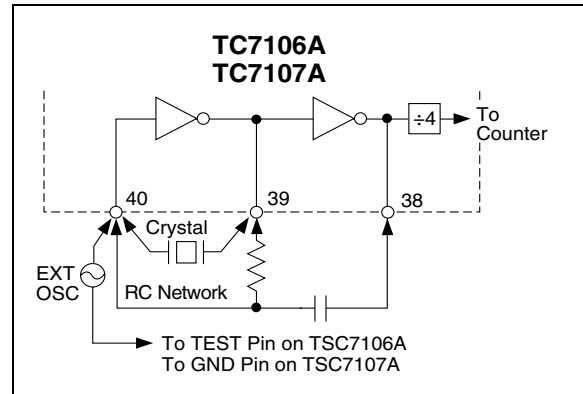 TC7106A
TC7107A
÷4
To
Counter
40
39
38
Crystal
EXT
OSC
RC Network
To TEST Pin on TSC7106A
To GND Pin on TSC7107A